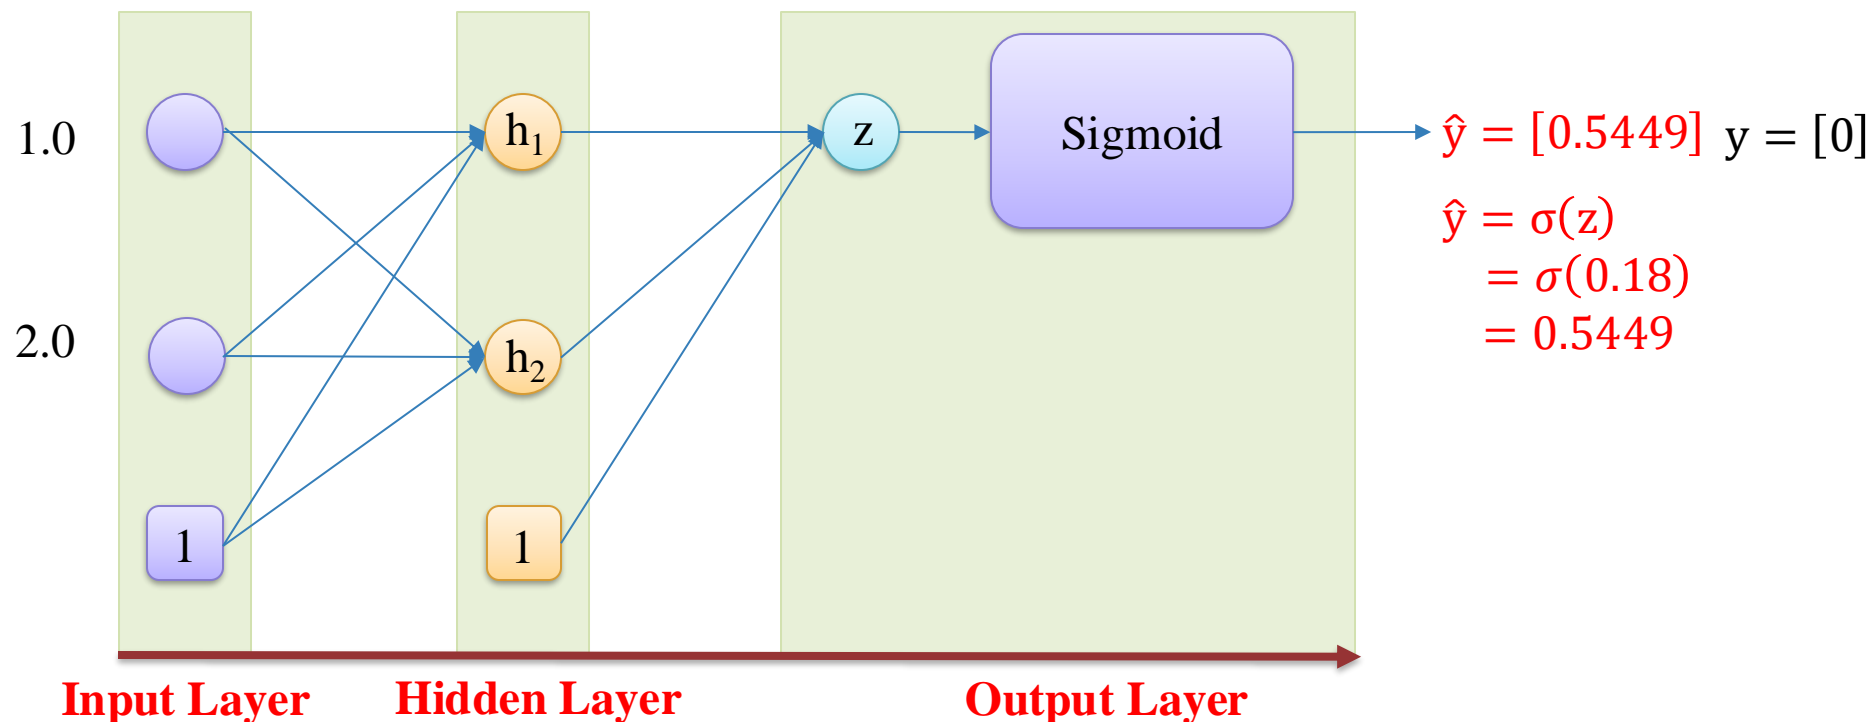 1.0
h₁
z
Sigmoid
ŷ = [0.5449] y = [0]
ŷ = σ(z)
= σ(0.18)
= 0.5449
2.0
h₂
1
1
Input Layer
Hidden Layer
Output Layer